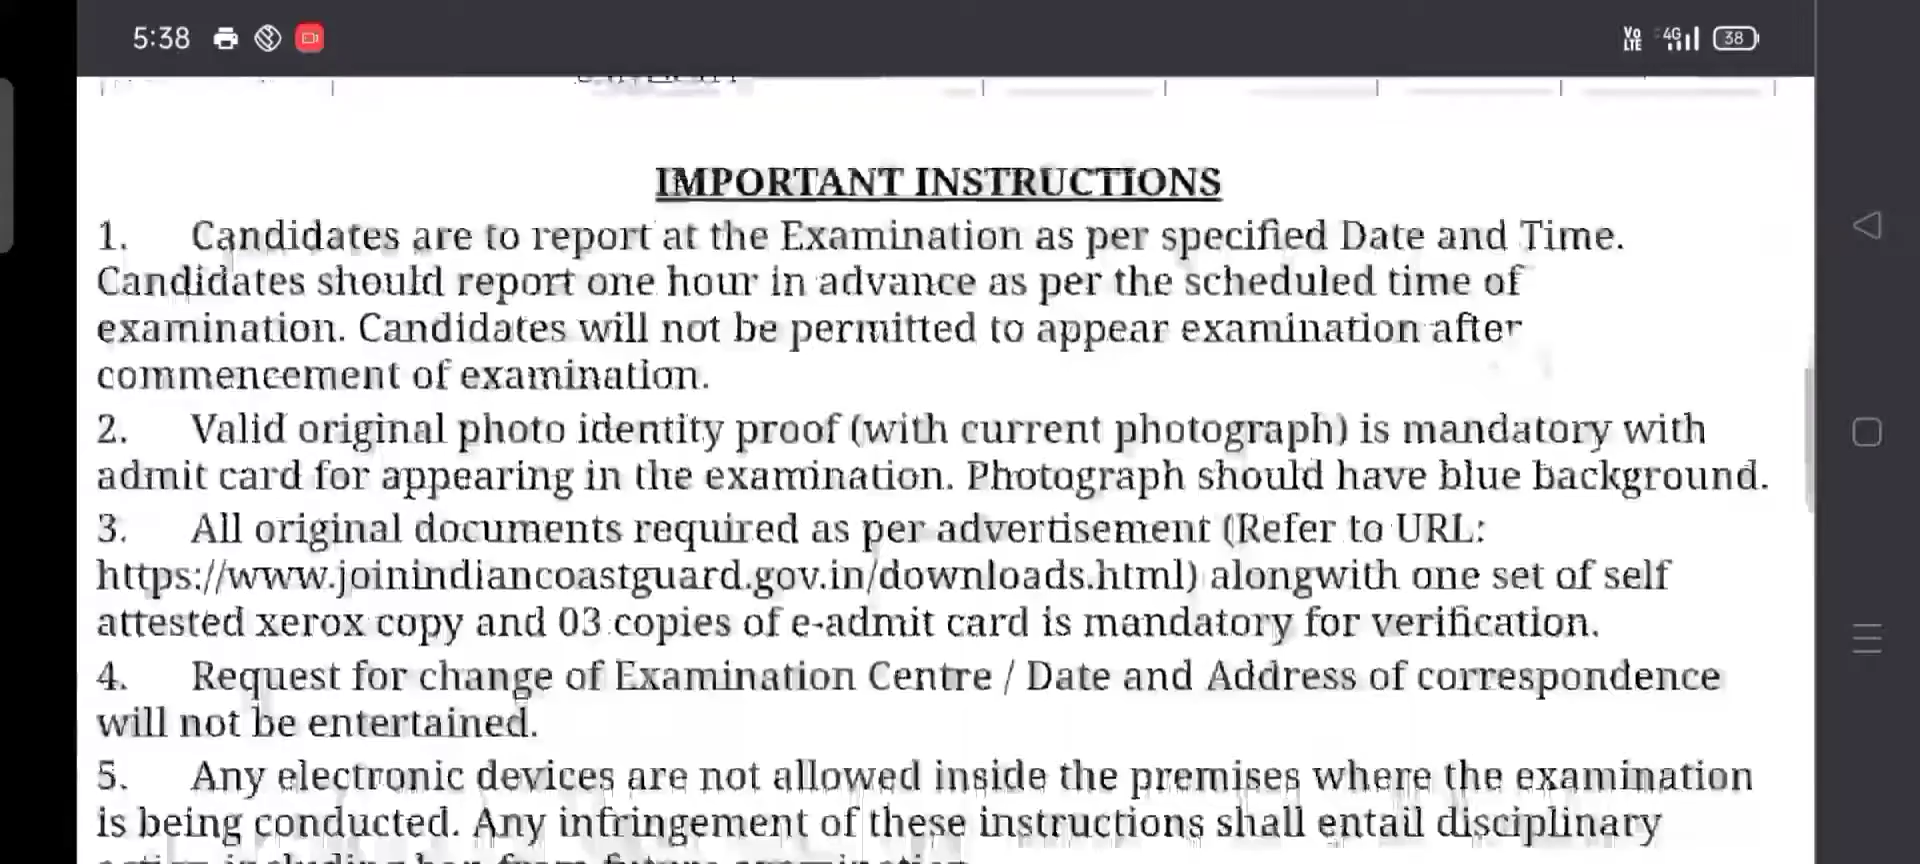 5:38
Vo LTE 4G 38
IMPORTANT INSTRUCTIONS
1. Candidates are to report at the Examination as per specified Date and Time.
Candidates should report one hour in advance as per the scheduled time of
examination. Candidates will not be permitted to appear examination after
commencement of examination.
2. Valid original photo identity proof (with current photograph) is mandatory with
admit card for appearing in the examination. Photograph should have blue background.
3. All original documents required as per advertisement (Refer to URL:
https://www.joinindiancoastguard.gov.in/downloads.html) alongwith one set of self
attested xerox copy and 03 copies of e-admit card is mandatory for verification.
4. Request for change of Examination Centre / Date and Address of correspondence
will not be entertained.
5. Any electronic devices are not allowed inside the premises where the examination
is being conducted. Any infringement of these instructions shall entail disciplinary